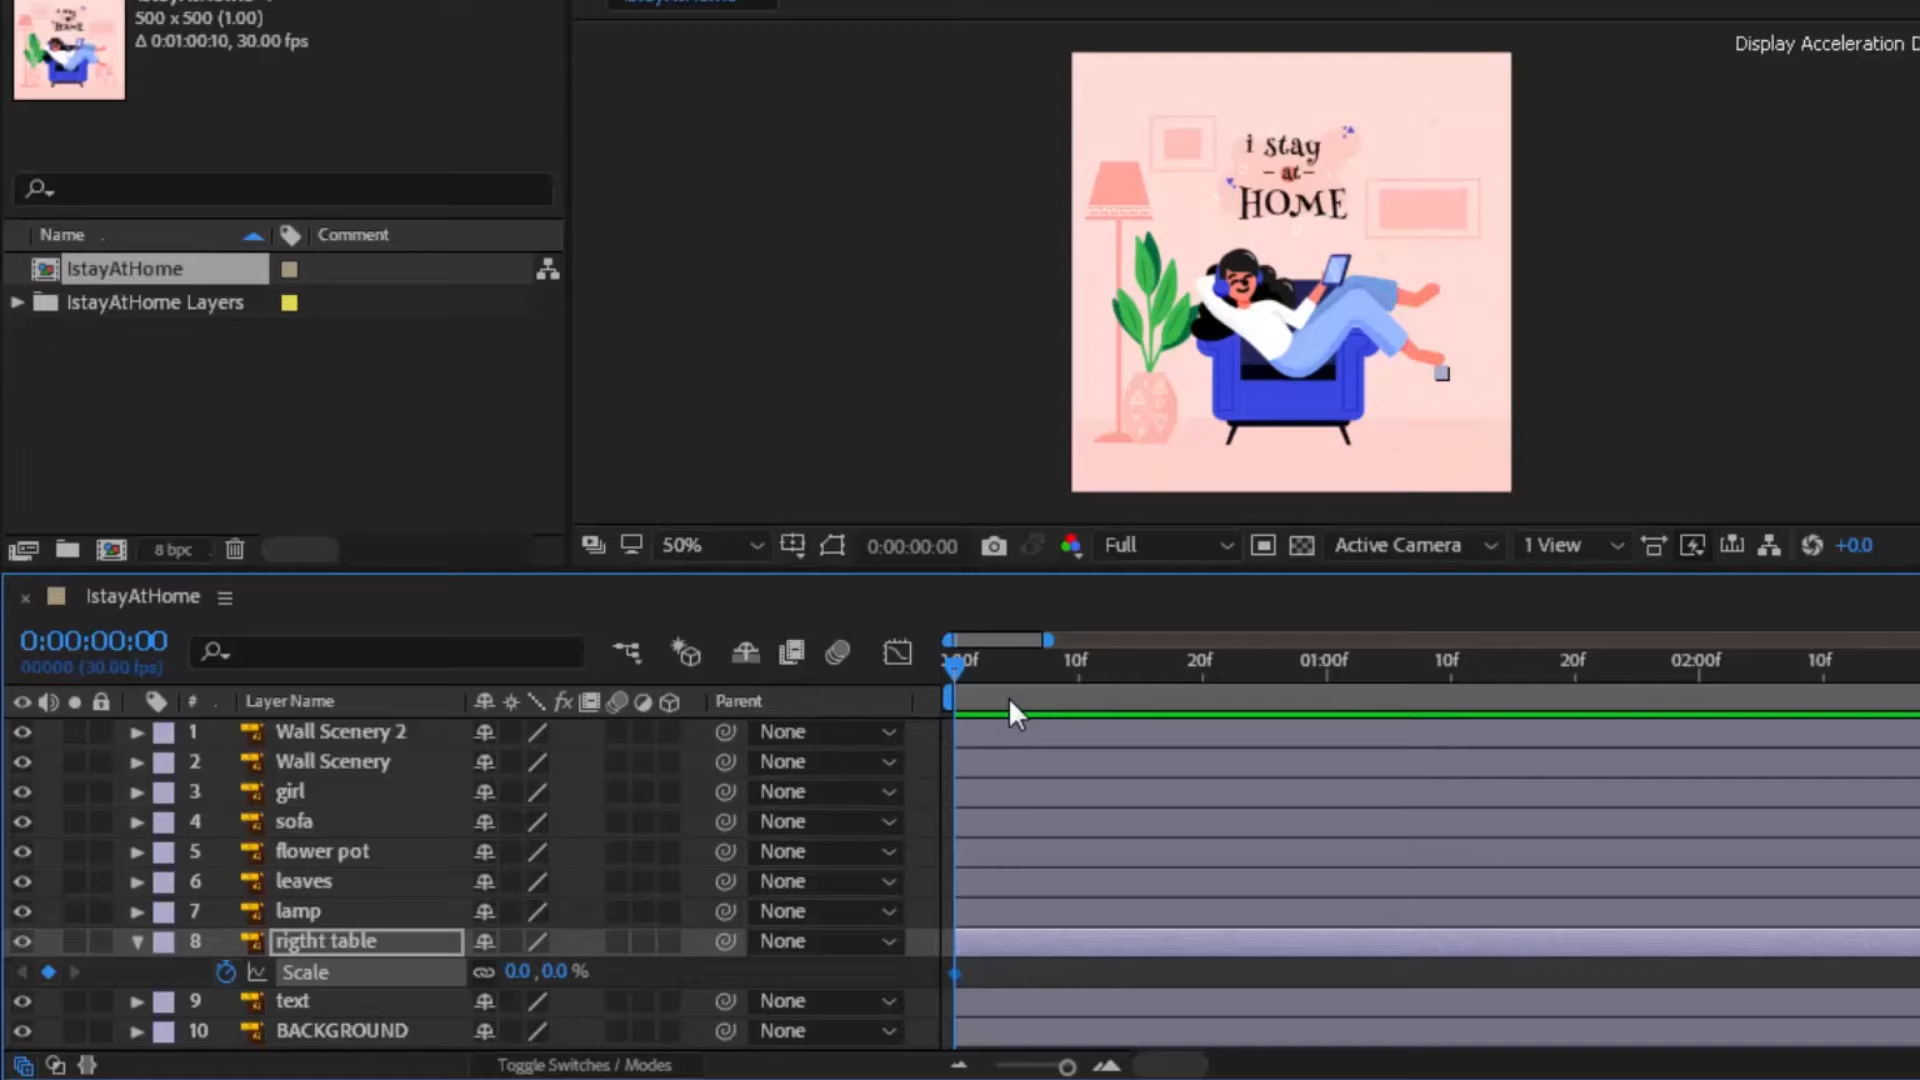 500 x 500 (1.00)
Δ 0:01:00:10, 30.00 fps
Display Acceleration D
i stay
-at-
HOME
Name
Comment
IstayAtHome
IstayAtHome Layers
8 bpc
50%
0:00:00:00
Full
Active Camera
1 View
+0.0
IstayAtHome
0:00:00:00
00000 (30.00 fps)
10f
20f
01:00f
10f
20f
02:00f
10f
#
Layer Name
fx
Parent
1 Wall Scenery 2 None
2 Wall Scenery None
3 girl None
4 sofa None
5 flower pot None
6 leaves None
7 lamp None
8 rigtht table None
Scale 0.0, 0.0 %
9 text None
10 BACKGROUND None
Toggle Switches / Modes